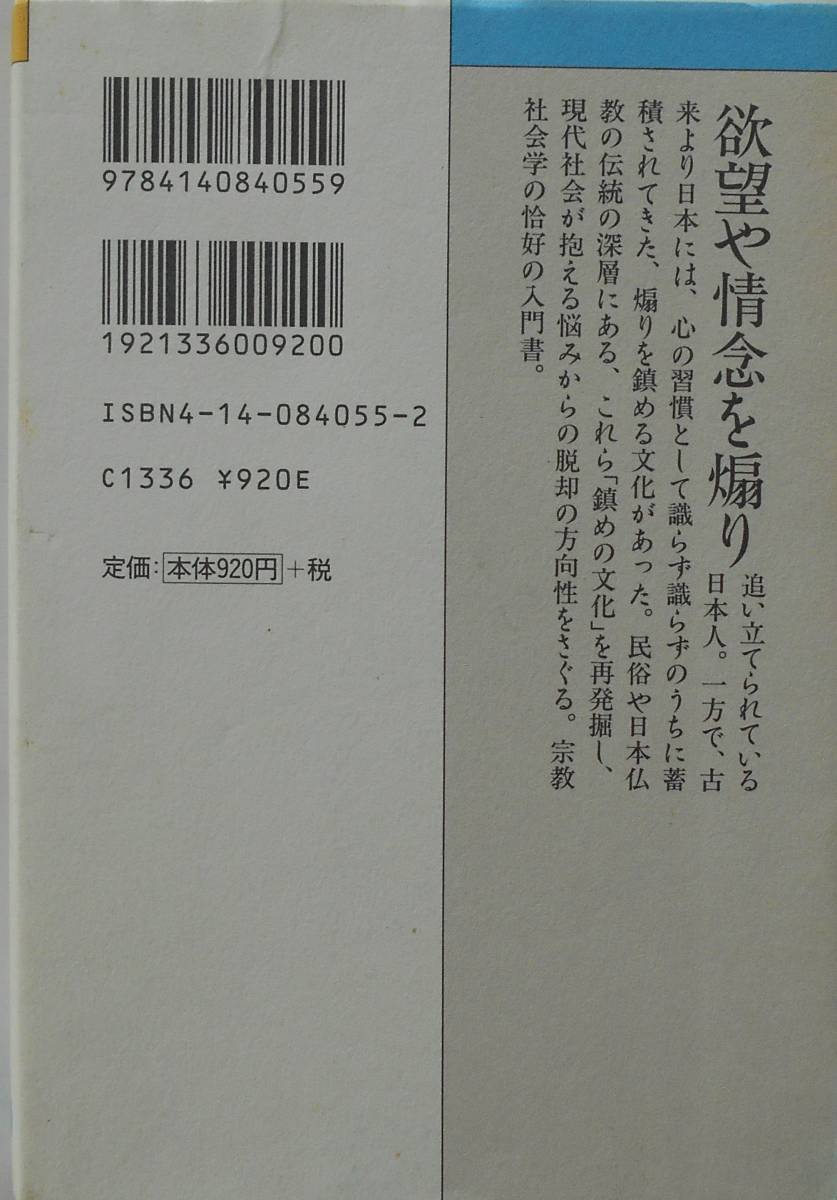 欲望や情念を煽り
追い立てられている
日本人。一方で、古
来より日本には、心の習慣として識らず識らずのうちに蓄
積されてきた、煽りを鎮める文化があった。民俗や日本仏
教の伝統の深層にある、これら「鎮めの文化」を再発掘し、
現代社会が抱える悩みからの脱却の方向性をさぐる。宗教
社会学の恰好の入門書。
9784140840559
1921336009200
ISBN4-14-084055-2
C1336 ¥920E
定価:本体920円+税